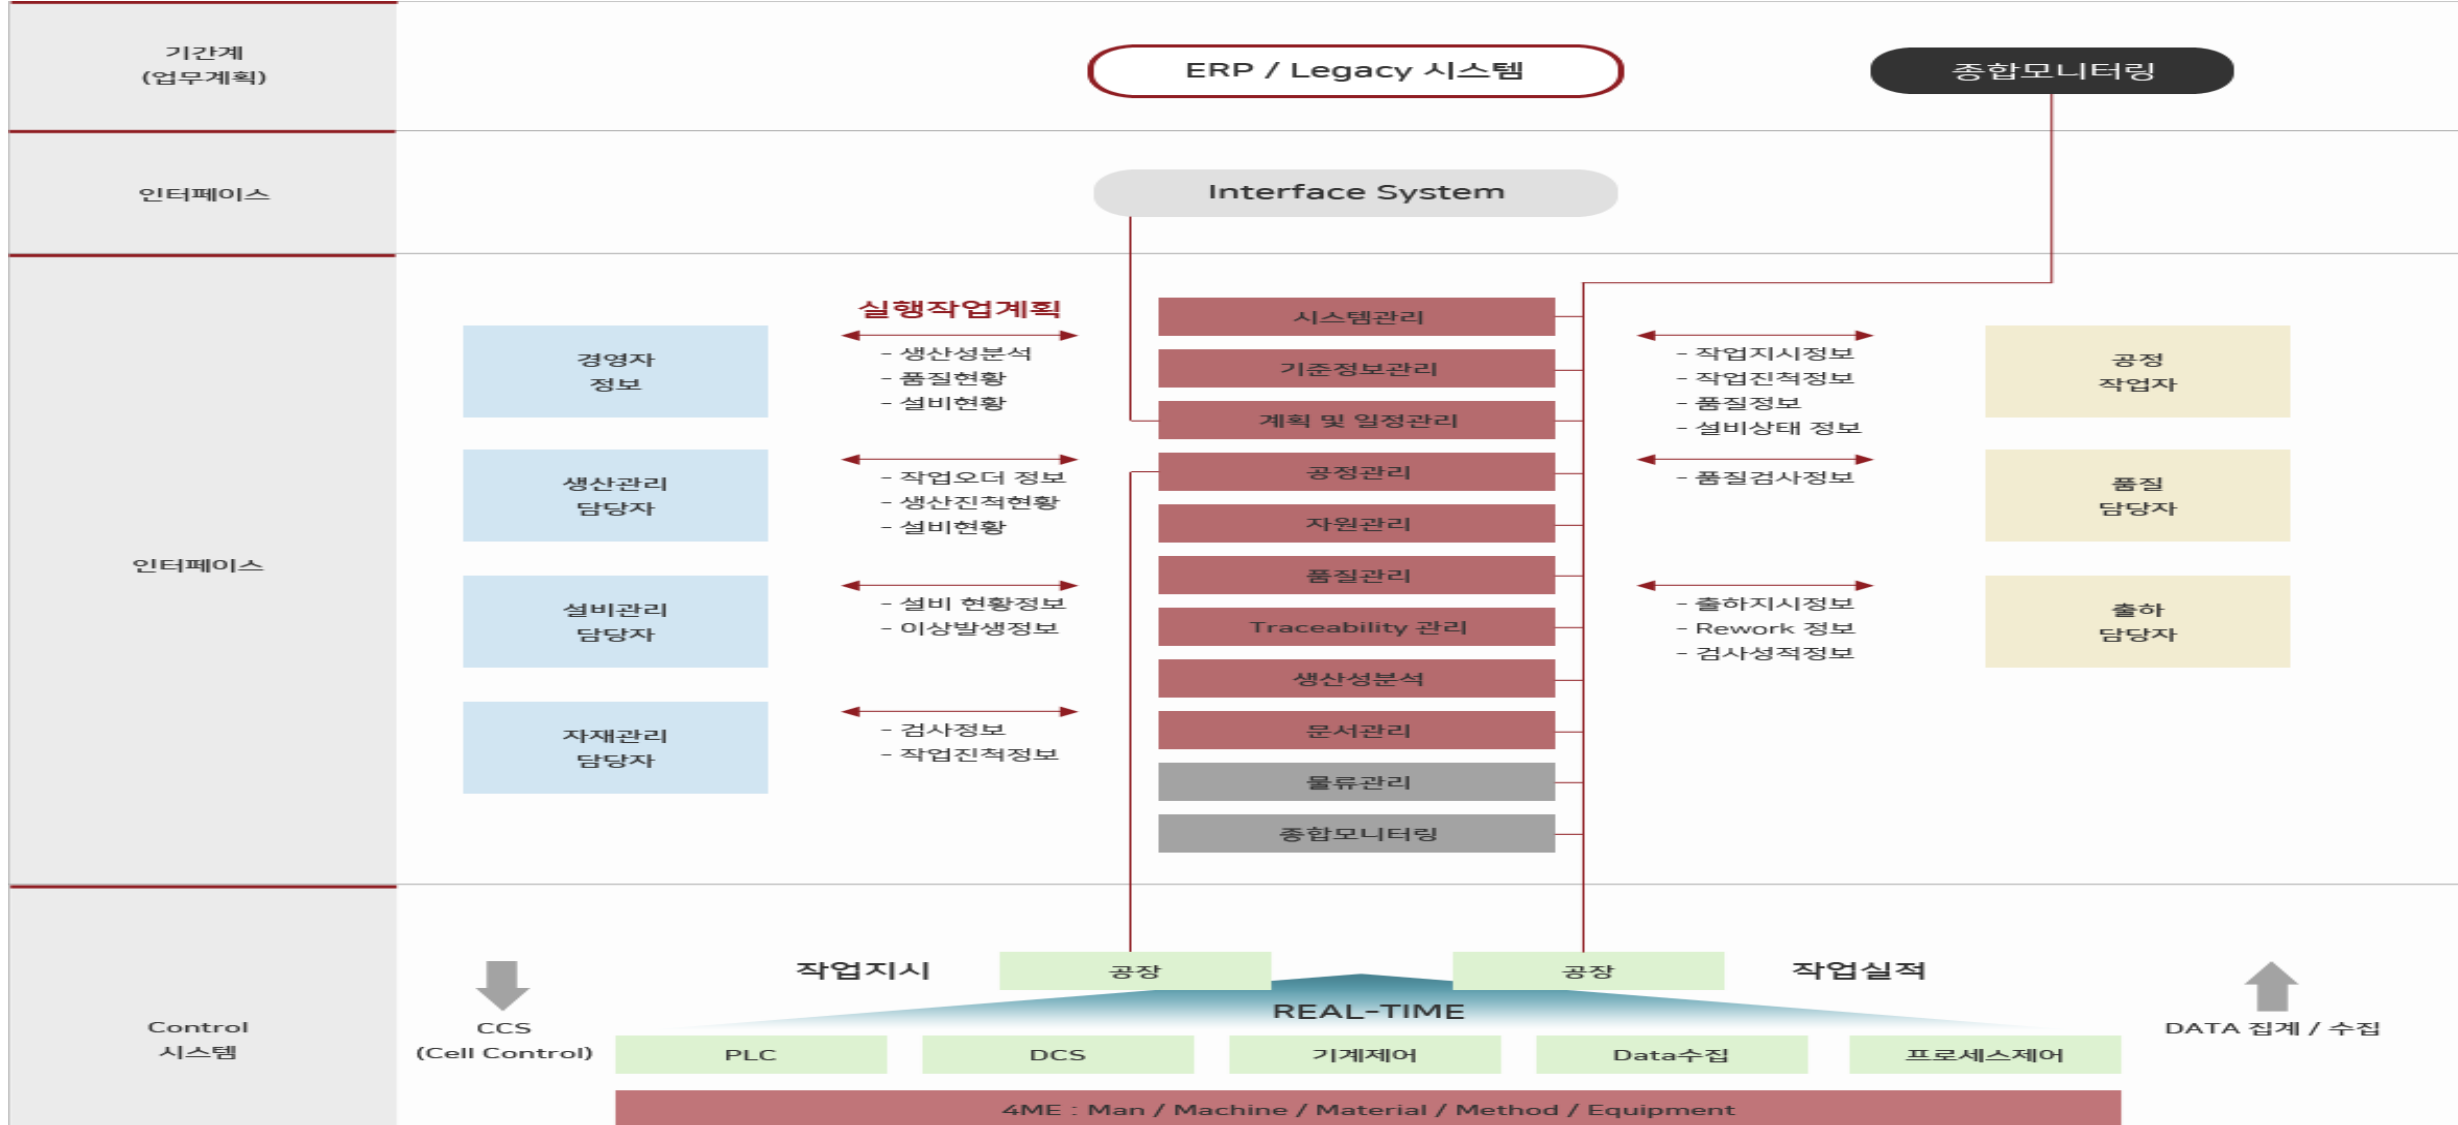 기간계
(업무계획)
ERP / Legacy 시스템
종합모니터링
인터페이스
Interface System
인터페이스
실행작업계획
경영자
정보
- 생산성분석
- 품질현황
- 설비현황
생산관리
담당자
- 작업오더 정보
- 생산진척현황
- 설비현황
설비관리
담당자
- 설비 현황정보
- 이상발생정보
자재관리
담당자
- 검사정보
- 작업진척정보
시스템관리
기준정보관리
계획 및 일정관리
공정관리
자원관리
품질관리
Traceability 관리
생산성분석
문서관리
물류관리
종합모니터링
- 작업지시정보
- 작업진척정보
- 품질정보
- 설비상태 정보
공정
작업자
- 품질검사정보
품질
담당자
- 출하지시정보
- Rework 정보
- 검사성적정보
출하
담당자
Control
시스템
CCS
(Cell Control)
작업지시
공장
공장
작업실적
REAL-TIME
DATA 집계 / 수집
PLC
DCS
기계제어
Data수집
프로세스제어
4ME : Man / Machine / Material / Method / Equipment